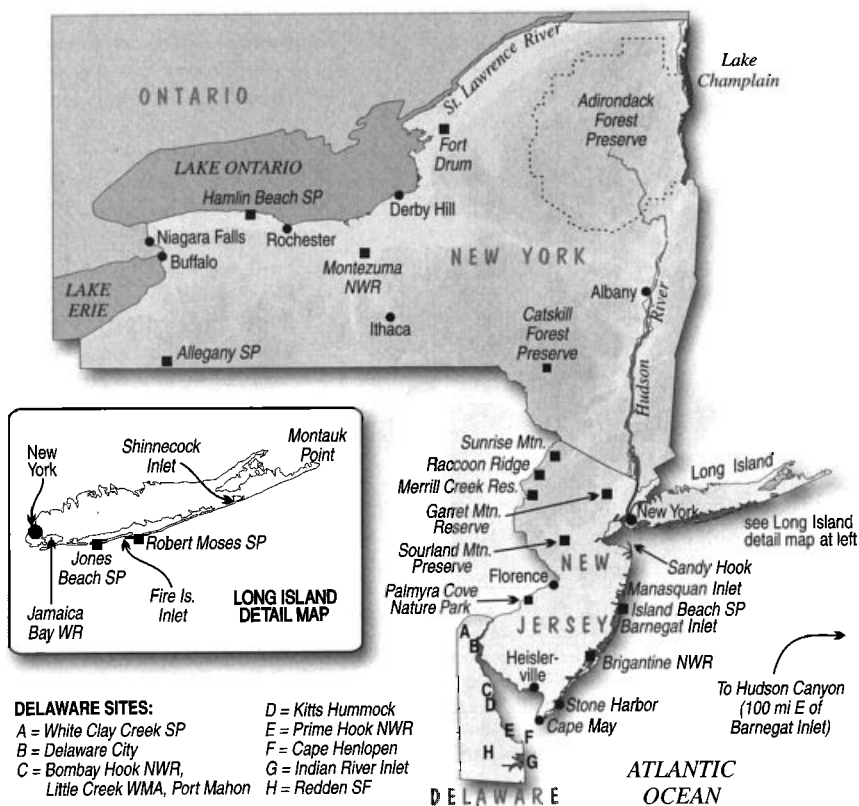 ONTARIO
St. Lawrence River
Lake
Champlain
Adirondack
Forest
Preserve
Fort
Drum
LAKE ONTARIO
Hamlin Beach SP
Derby Hill
Niagara Falls
Rochester
Buffalo
Montezuma
NWR
NEW YORK
LAKE
ERIE
Albany
Hudson River
Ithaca
Catskill
Forest
Preserve
Allegany SP
New
York
Shinnecock
Inlet
Montauk
Point
Robert Moses SP
Jones
Beach SP
Fire Is.
Inlet
Jamaica
Bay WR
LONG ISLAND
DETAIL MAP
Sunrise Mtn.
Raccoon Ridge
Merrill Creek Res.
Garret Mtn.
Reserve
Long Island
New York
see Long Island
detail map at left
Sourland Mtn.
Preserve
NEW
JERSEY
Sandy Hook
Florence
Manasquan Inlet
Palmyra Cove
Nature Park
Island Beach SP
Barnegat Inlet
A
B
Heisler-
ville
Brigantine NWR
To Hudson Canyon
(100 mi E of
Barnegat Inlet)
C
D
Stone Harbor
Cape May
E
F
H
G
DELAWARE
ATLANTIC
OCEAN
DELAWARE SITES:
A = White Clay Creek SP
B = Delaware City
C = Bombay Hook NWR,
Little Creek WMA, Port Mahon
D = Kitts Hummock
E = Prime Hook NWR
F = Cape Henlopen
G = Indian River Inlet
H = Redden SF